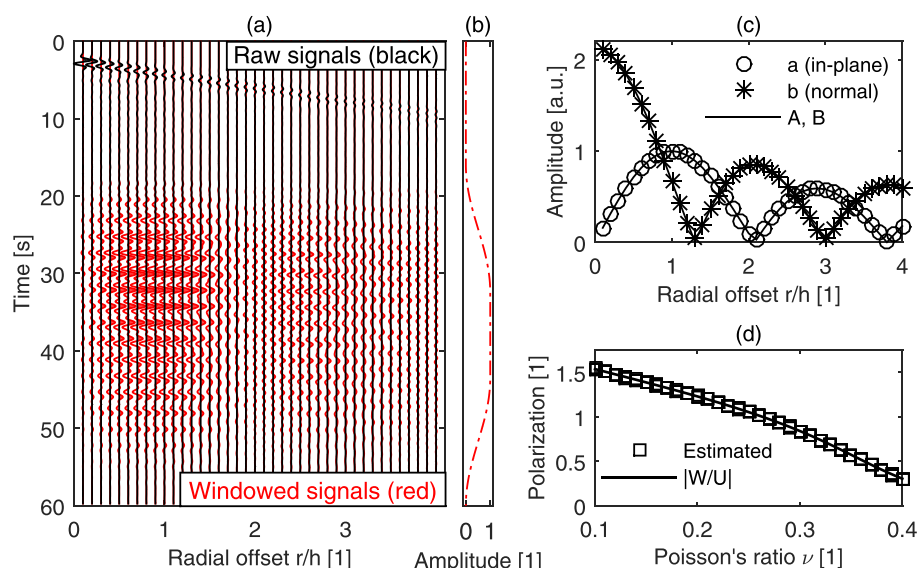 (a)
(b)
(c)
0
10
20
30
40
50
60
Time [s]
Raw signals (black)
Windowed signals (red)
0
1
2
3
Radial offset r/h [1]
0 1
Amplitude [1]
2
1
0
Amplitude [a.u.]
a (in-plane)
b (normal)
A, B
0
1
2
3
4
Radial offset r/h [1]
(d)
1.5
1
0.5
0
Polarization [1]
Estimated
|W/U|
0.1
0.2
0.3
0.4
Poisson's ratio ν [1]